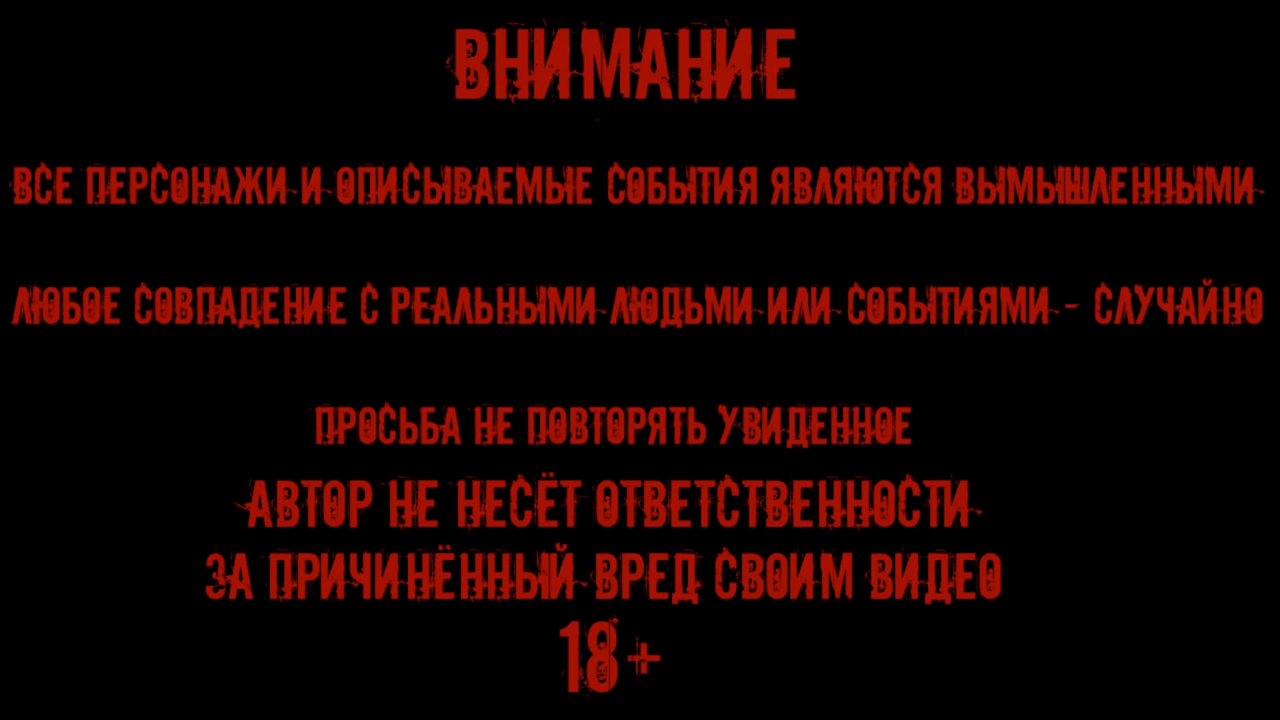 ВНИМАНИЕ
ВСЕ ПЕРСОНАЖИ И ОПИСЫВАЕМЫЕ СОБЫТИЯ ЯВЛЯЮТСЯ ВЫМЫШЛЕННЫМИ
ЛЮБОЕ СОВПАДЕНИЕ С РЕАЛЬНЫМИ ЛЮДЬМИ ИЛИ СОБЫТИЯМИ - СЛУЧАЙНО
ПРОСЬБА НЕ ПОВТОРЯТЬ УВИДЕННОЕ
АВТОР НЕ НЕСЁТ ОТВЕТСТВЕННОСТИ
ЗА ПРИЧИНЁННЫЙ ВРЕД СВОИМ ВИДЕО
18+